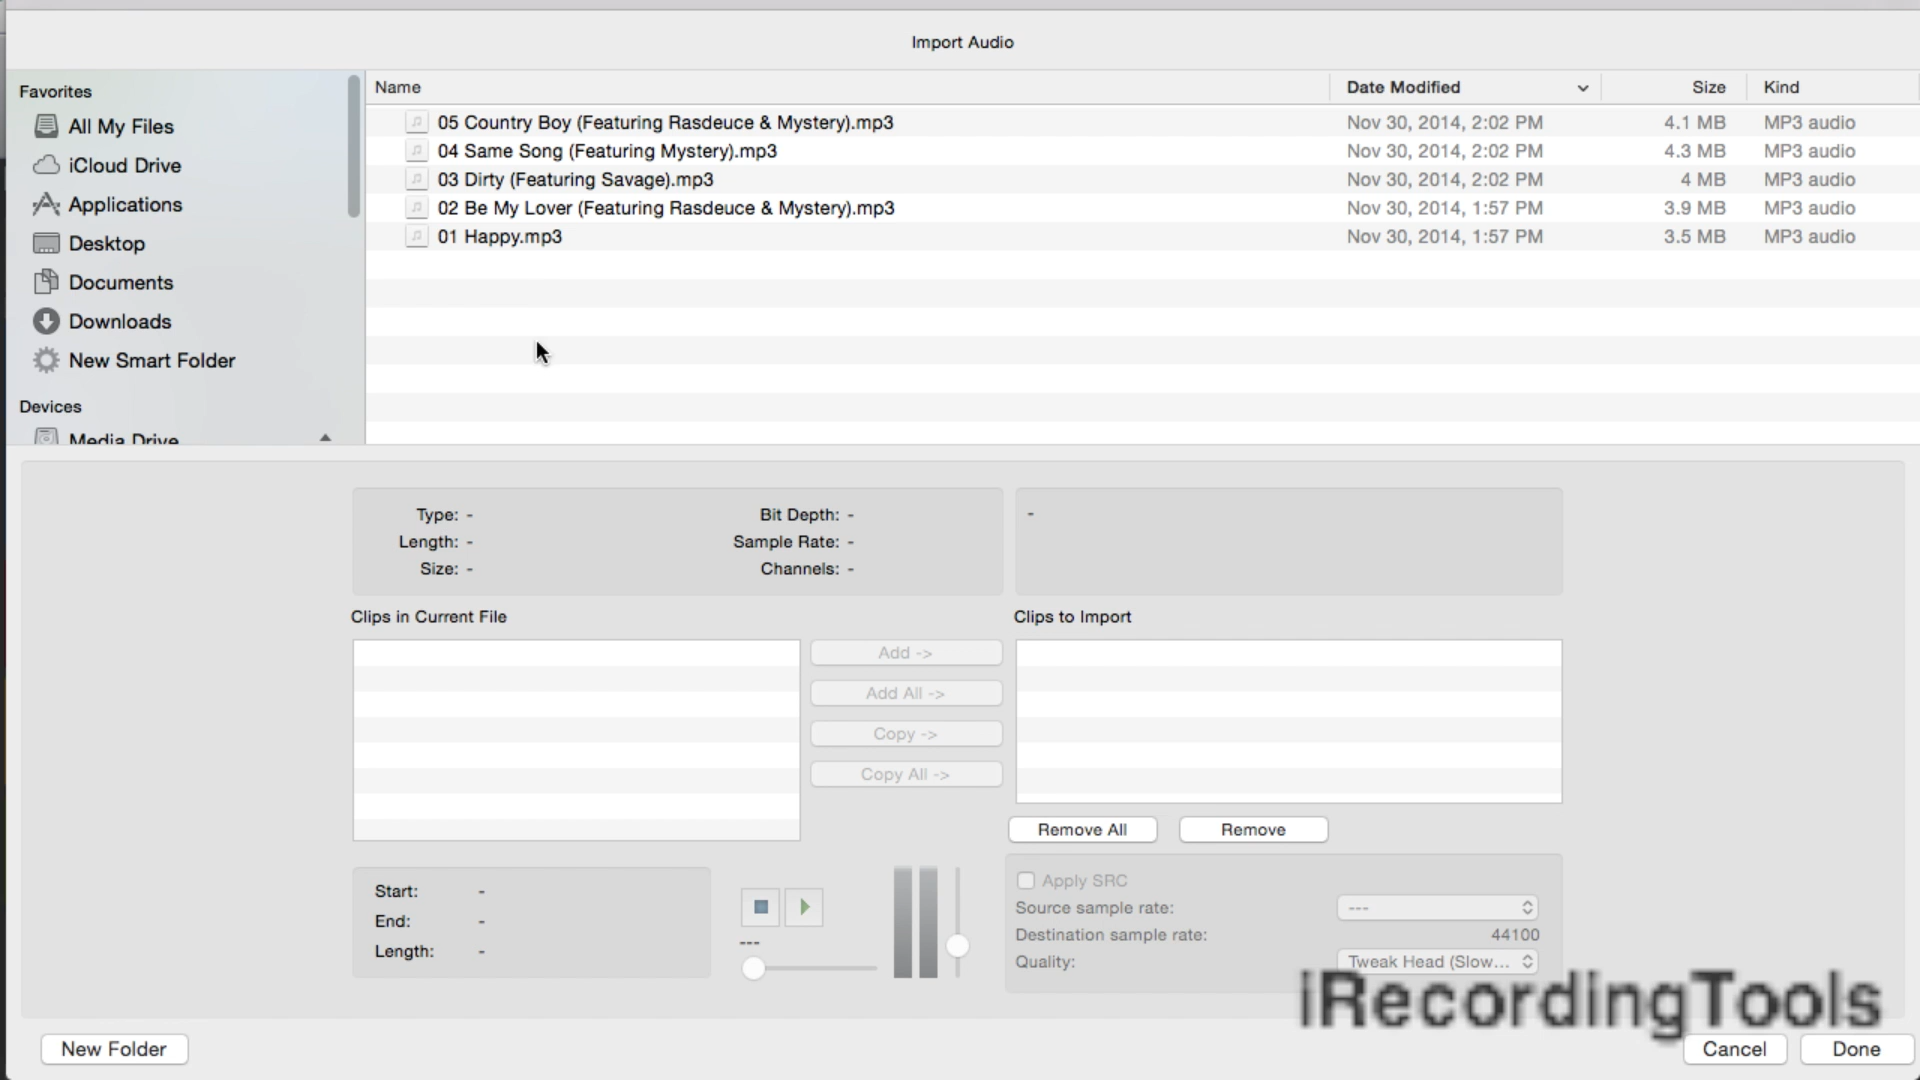 Import Audio
Favorites
All My Files
iCloud Drive
Applications
Desktop
Documents
Downloads
New Smart Folder
Devices
Media Drive
Name Date Modified Size Kind
05 Country Boy (Featuring Rasdeuce & Mystery).mp3 Nov 30, 2014, 2:02 PM 4.1 MB MP3 audio
04 Same Song (Featuring Mystery).mp3 Nov 30, 2014, 2:02 PM 4.3 MB MP3 audio
03 Dirty (Featuring Savage).mp3 Nov 30, 2014, 2:02 PM 4 MB MP3 audio
02 Be My Lover (Featuring Rasdeuce & Mystery).mp3 Nov 30, 2014, 1:57 PM 3.9 MB MP3 audio
01 Happy.mp3 Nov 30, 2014, 1:57 PM 3.5 MB MP3 audio
Type: - Bit Depth: - -
Length: - Sample Rate: -
Size: - Channels: -
Clips in Current File Clips to Import
Add ->
Add All ->
Copy ->
Copy All ->
Remove All Remove
Start: -
End: -
Length: -
---
Apply SRC
Source sample rate: ---
Destination sample rate: 44100
Quality: Tweak Head (Slow...
iRecordingTools
New Folder Cancel Done